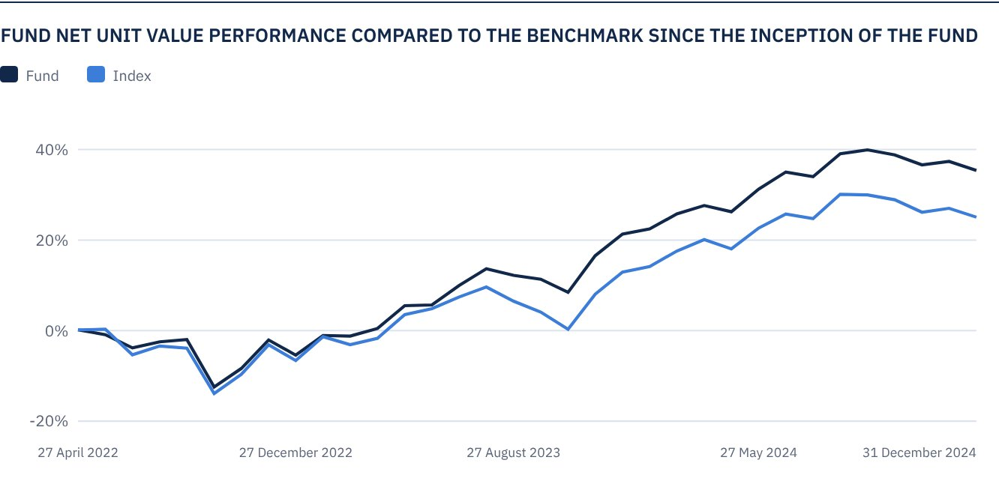 FUND NET UNIT VALUE PERFORMANCE COMPARED TO THE BENCHMARK SINCE THE INCEPTION OF THE FUND
Fund Index
40%
20%
0%
-20%
27 April 2022 27 December 2022 27 August 2023 27 May 2024 31 December 2024